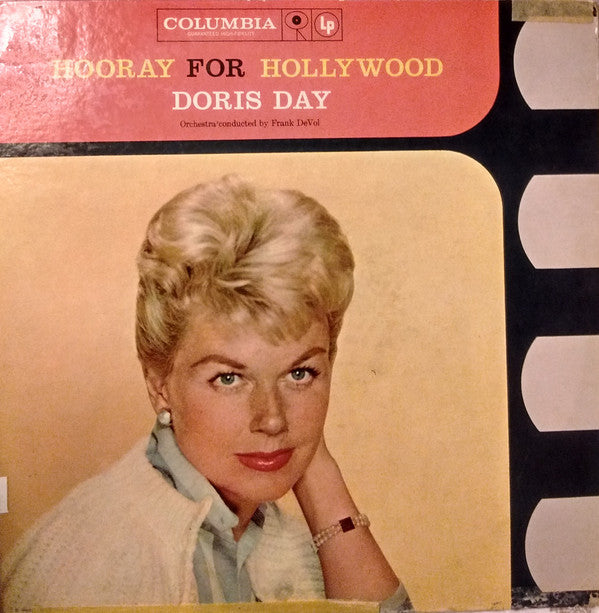 COLUMBIA
GUARANTEED HIGH-FIDELITY
Lp
HOORAY FOR HOLLYWOOD
DORIS DAY
Orchestra conducted by Frank DeVol